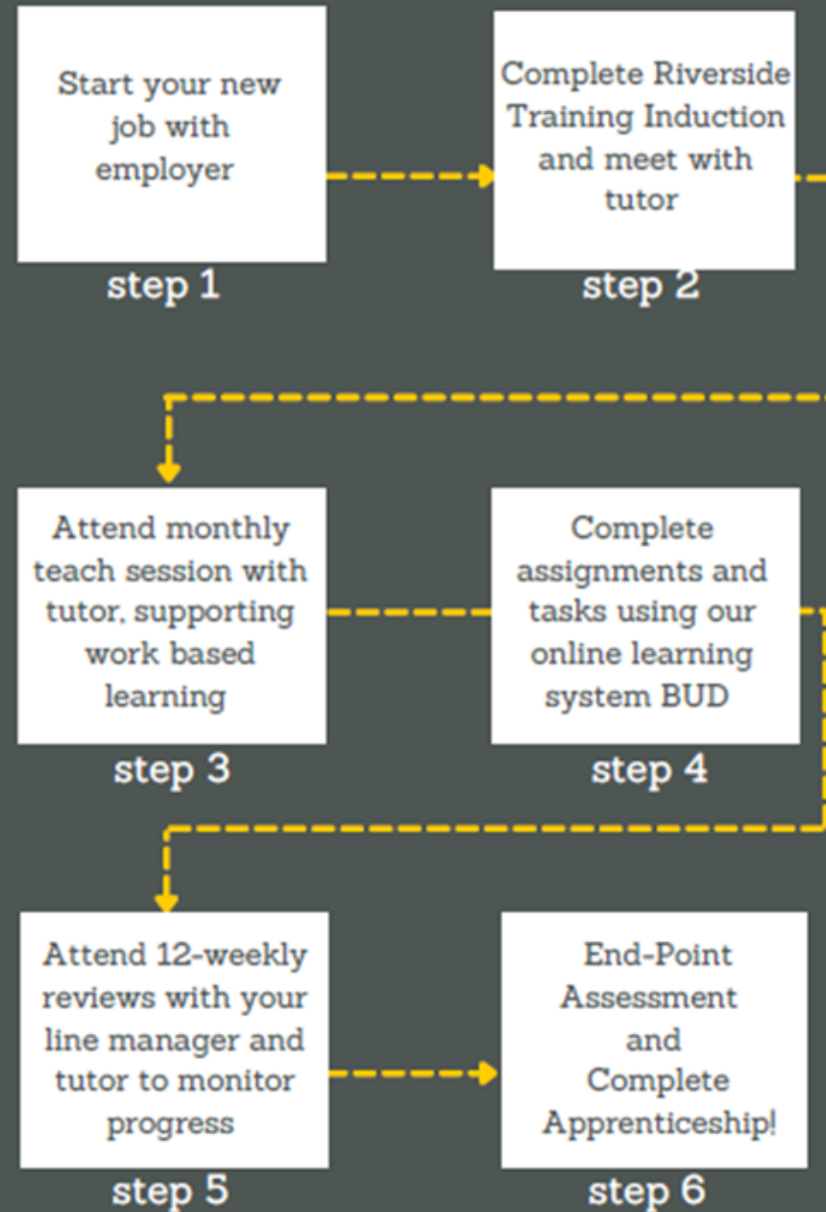 Start your new
job with
employer
step 1
Complete Riverside
Training Induction
and meet with
tutor
step 2
Attend monthly
teach session with
tutor, supporting
work based
learning
step 3
Complete
assignments and
tasks using our
online learning
system BUD
step 4
Attend 12-weekly
reviews with your
line manager and
tutor to monitor
progress
step 5
End-Point
Assessment
and
Complete
Apprenticeship!
step 6